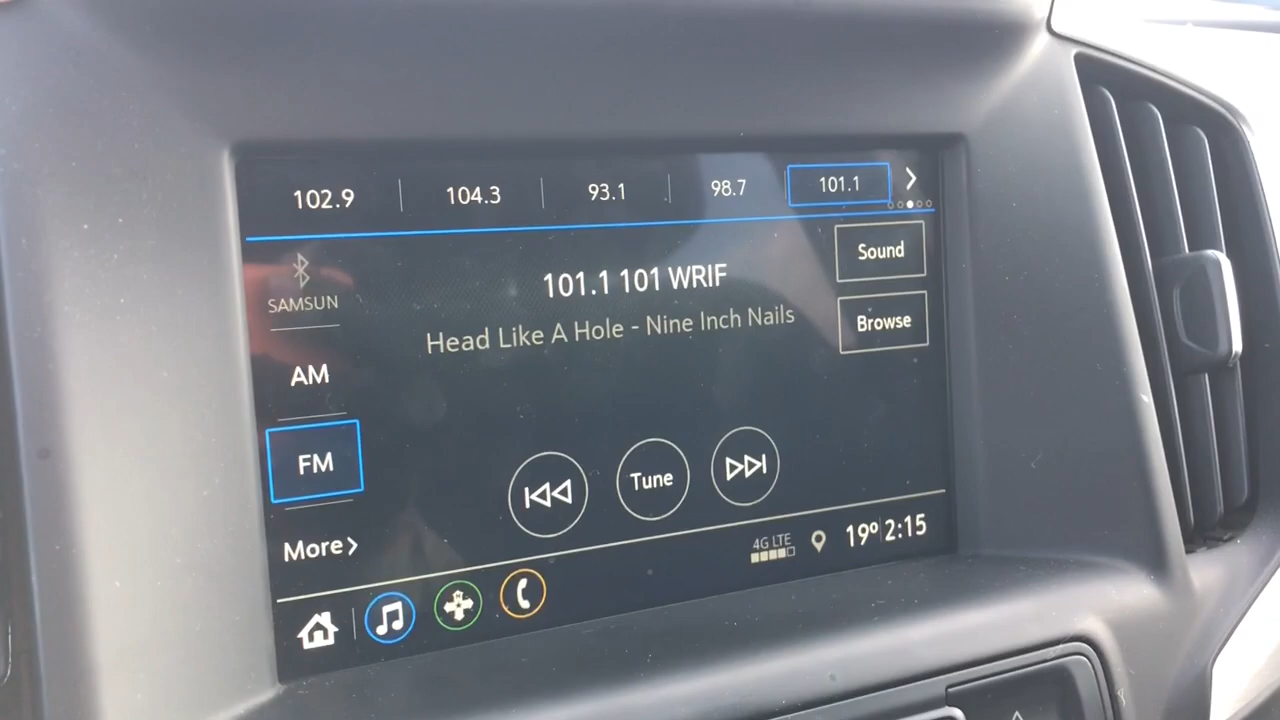 102.9 104.3 93.1 98.7 101.1
SAMSUN
AM
FM
More
101.1 101 WRIF
Head Like A Hole - Nine Inch Nails
Sound
Browse
Tune
4G LTE
19° 2:15